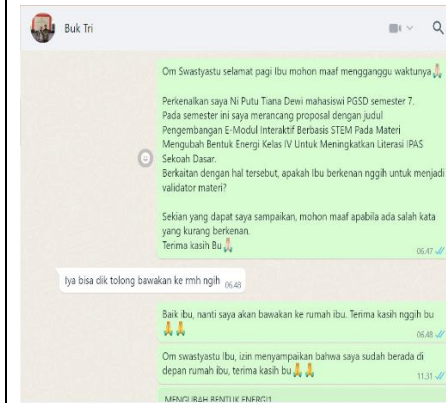 Buk Tri
Om Swastyastu selamat pagi Ibu mohon maaf mengganggu waktunya🙏
Perkenalkan saya Ni Putu Tiana Dewi mahasiswi PGSD semester 7.
Pada semester ini saya merancang proposal dengan judul
Pengembangan E-Modul Interaktif Berbasis STEM Pada Materi
Mengubah Bentuk Energi Kelas IV Untuk Meningkatkan Literasi IPAS
Sekoah Dasar.
Berkaitan dengan hal tersebut, apakah Ibu berkenan nggih untuk menjadi
validator materi?
Sekian yang dapat saya sampaikan, mohon maaf apabila ada salah kata
yang kurang berkenan.
Terima kasih Bu🙏
06.47
Iya bisa dik tolong bawakan ke rmh ngih 06.48
Baik ibu, nanti saya akan bawakan ke rumah ibu. Terima kasih nggih bu
🙏🙏
06.48
Om swastyastu Ibu, izin menyampaikan bahwa saya sudah berada di
depan rumah ibu, terima kasih bu🙏🙏
11.31
MENGUBAH BENTUK ENERGI1